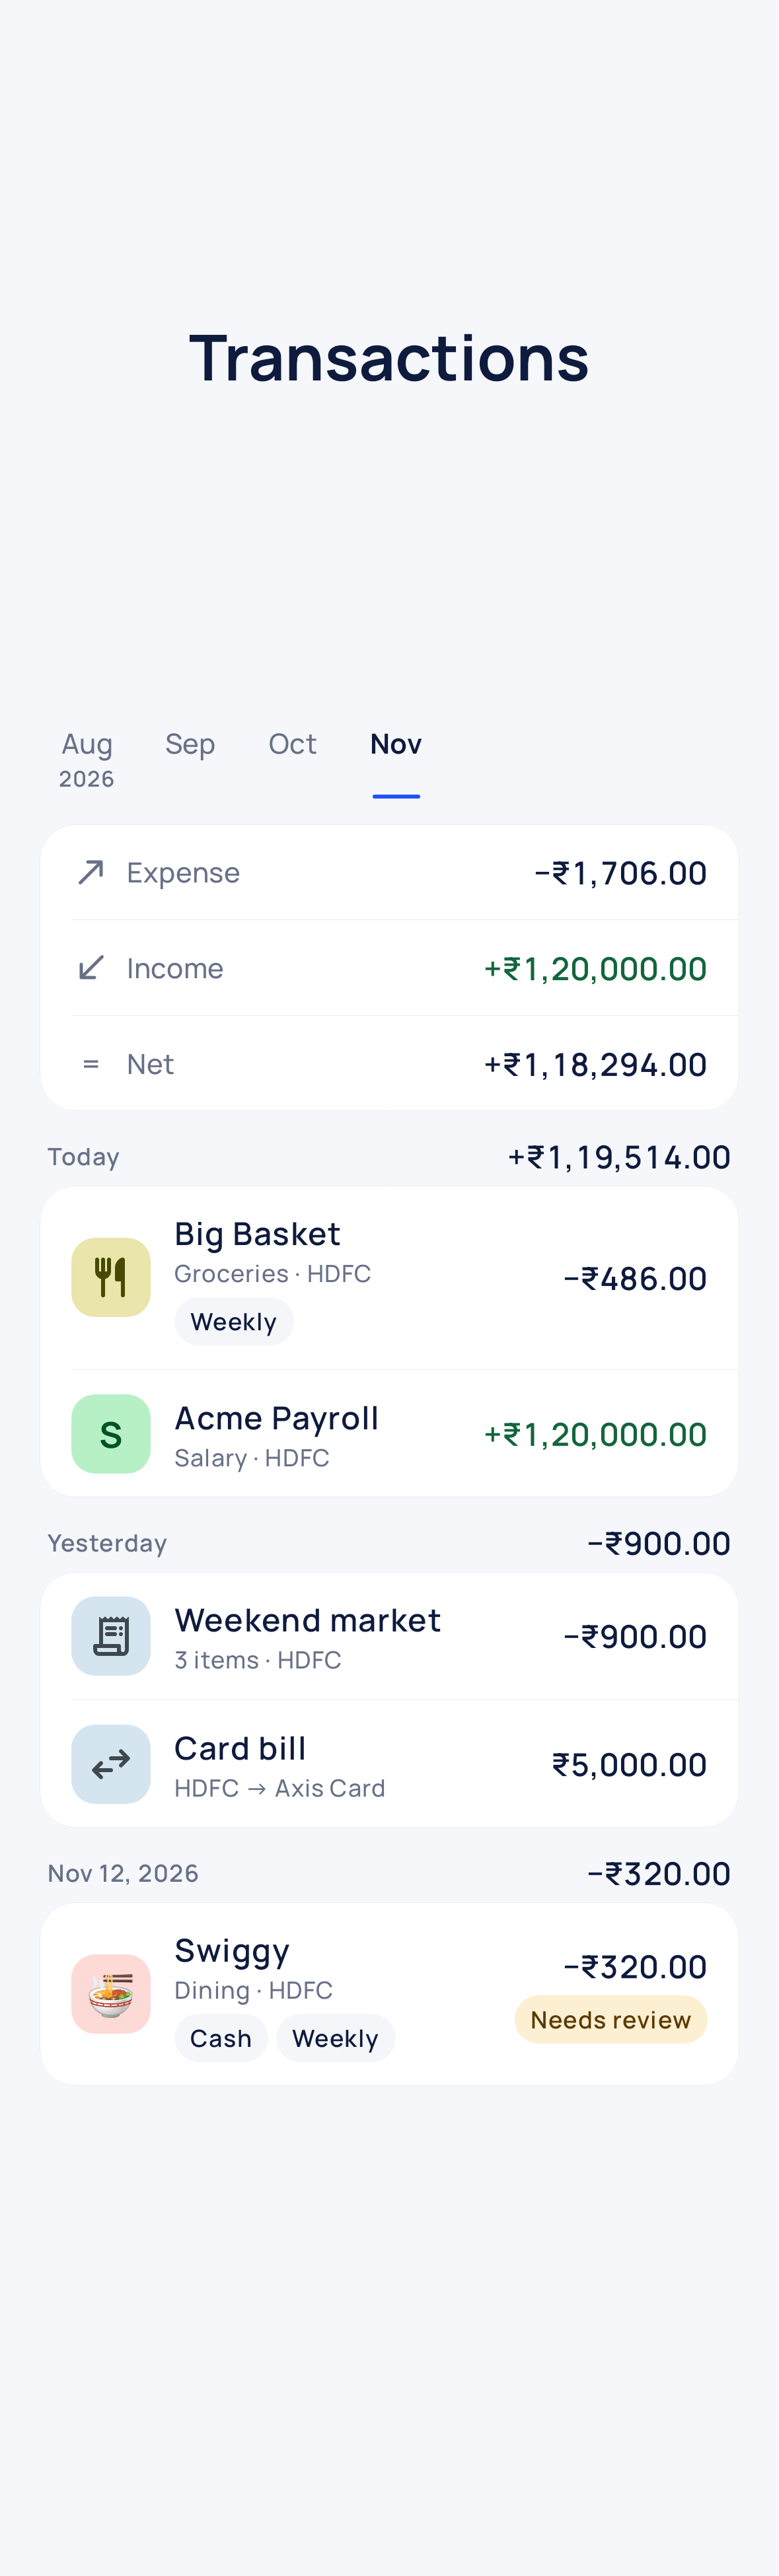 Transactions
Aug Sep Oct Nov
2026
Expense −₹1,706.00
Income +₹1,20,000.00
= Net +₹1,18,294.00
Today +₹1,19,514.00
Big Basket
Groceries · HDFC −₹486.00
Weekly
S Acme Payroll +₹1,20,000.00
Salary · HDFC
Yesterday −₹900.00
Weekend market −₹900.00
3 items · HDFC
Card bill ₹5,000.00
HDFC → Axis Card
Nov 12, 2026 −₹320.00
Swiggy −₹320.00
Dining · HDFC
Cash Weekly Needs review